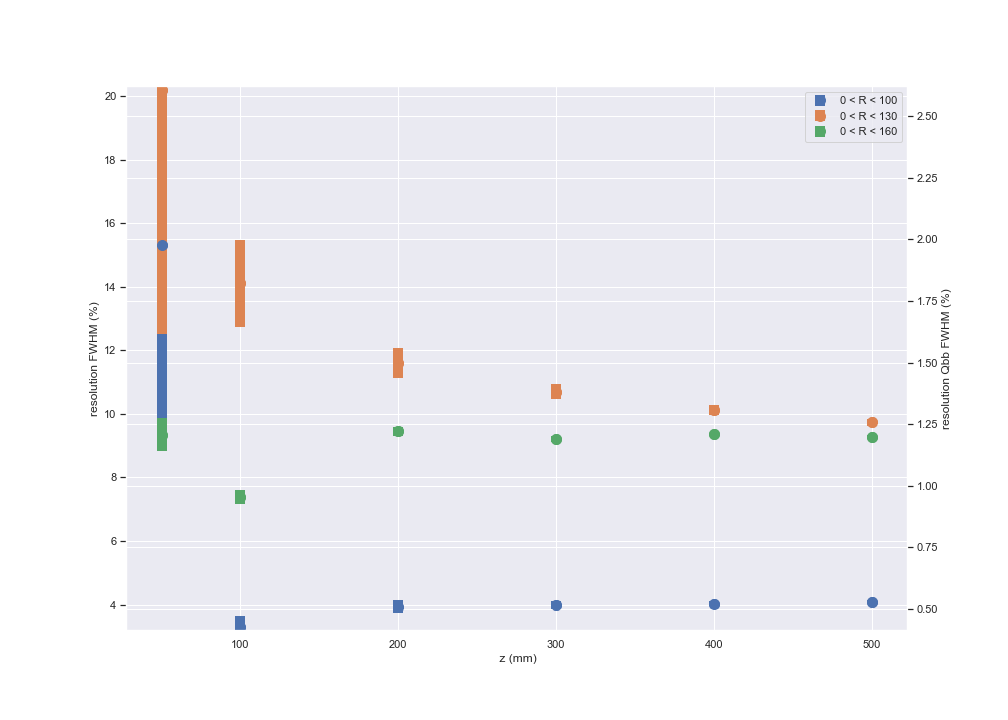 0 < R < 100
0 < R < 130
0 < R < 160
20
18
16
14
12
10
8
6
4
resolution FWHM (%)
2.50
2.25
2.00
1.75
1.50
1.25
1.00
0.75
0.50
resolution Qbb FWHM (%)
100 200 300 400 500
z (mm)